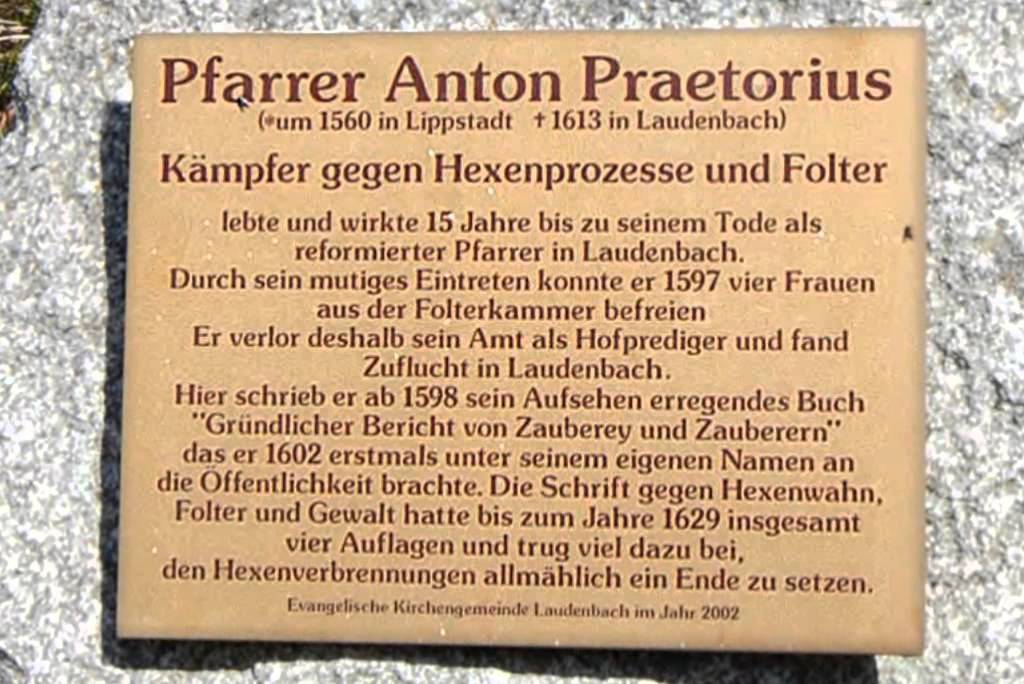 Pfarrer Anton Praetorius
(*um 1560 in Lippstadt †1613 in Laudenbach)
Kämpfer gegen Hexenprozesse und Folter
lebte und wirkte 15 Jahre bis zu seinem Tode als
reformierter Pfarrer in Laudenbach.
Durch sein mutiges Eintreten konnte er 1597 vier Frauen
aus der Folterkammer befreien
Er verlor deshalb sein Amt als Hofprediger und fand
Zuflucht in Laudenbach.
Hier schrieb er ab 1598 sein Aufsehen erregendes Buch
"Gründlicher Bericht von Zauberey und Zauberern"
das er 1602 erstmals unter seinem eigenen Namen an
die Öffentlichkeit brachte. Die Schrift gegen Hexenwahn,
Folter und Gewalt hatte bis zum Jahre 1629 insgesamt
vier Auflagen und trug viel dazu bei,
den Hexenverbrennungen allmählich ein Ende zu setzen.
Evangelische Kirchengemeinde Laudenbach im Jahr 2002